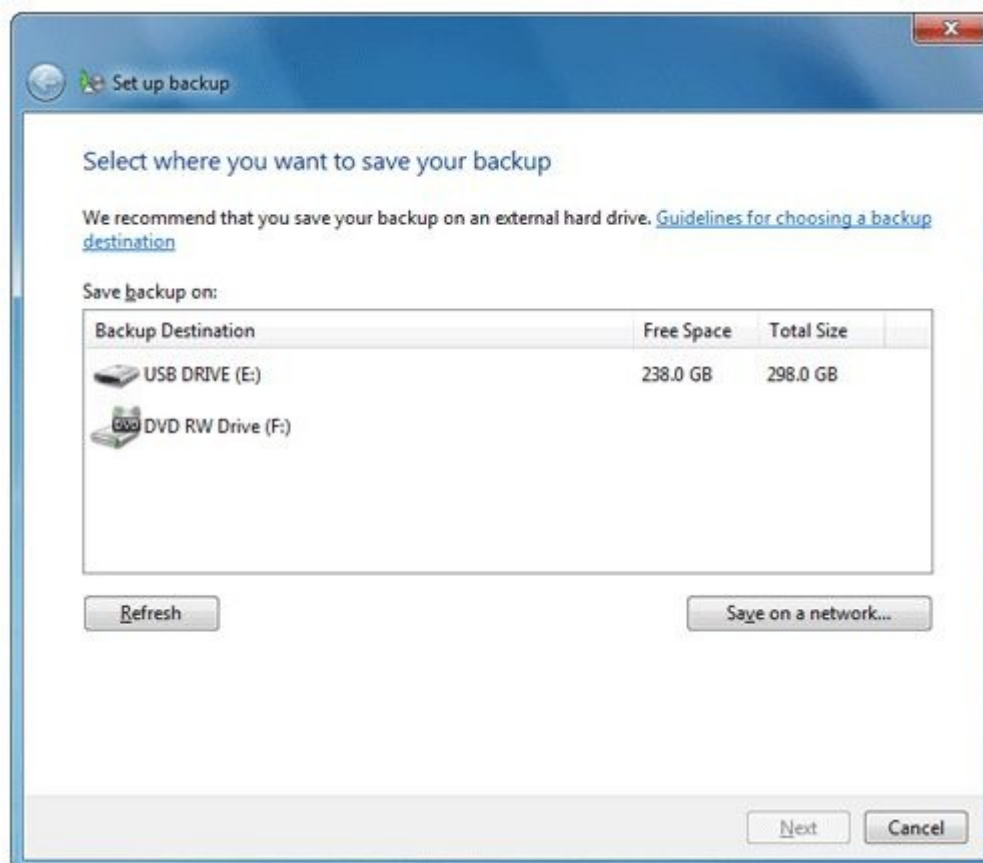 Set up backup
Select where you want to save your backup
We recommend that you save your backup on an external hard drive. Guidelines for choosing a backup
destination
Save backup on:
Backup Destination Free Space Total Size
USB DRIVE (E:) 238.0 GB 298.0 GB
DVD DVD RW Drive (F:)
Refresh Save on a network...
Next Cancel